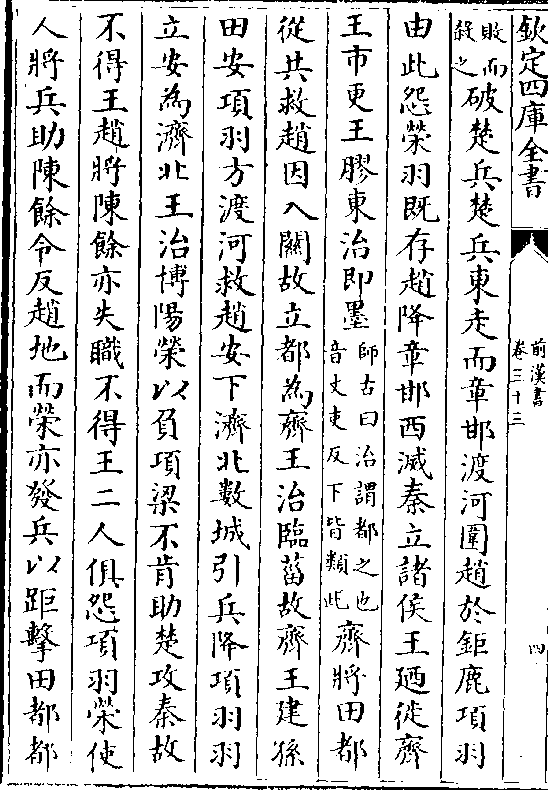 欽定四庫全書
前漢書
卷三十三
四
敗而
殺之破楚兵楚兵東走而章邯渡河圍趙於鉅鹿項羽
由此怨榮羽既存趙降章邯西滅秦立諸侯王廼徙齊
王市更王膠東治即墨師古曰治謂都之也
音丈吏反下皆類此齊將田都
從共救趙因入關故立都為齊王治臨菑故齊王建孫
田安項羽方渡河救趙安下濟北數城引兵降項羽羽
立安為濟北王治博陽榮以負項梁不肯助楚攻秦故
不得王趙將陳餘亦失職不得王二人俱怨項羽榮使
人將兵助陳餘令反趙地而榮亦發兵以距擊田都都